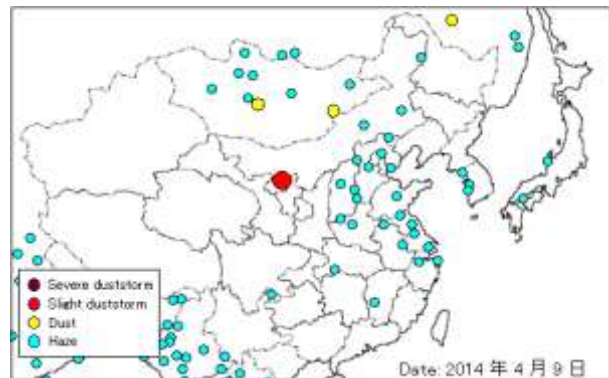 Severe duststorm
Slight duststorm
Dust
Haze
Date: 2014 年 4 月 9 日